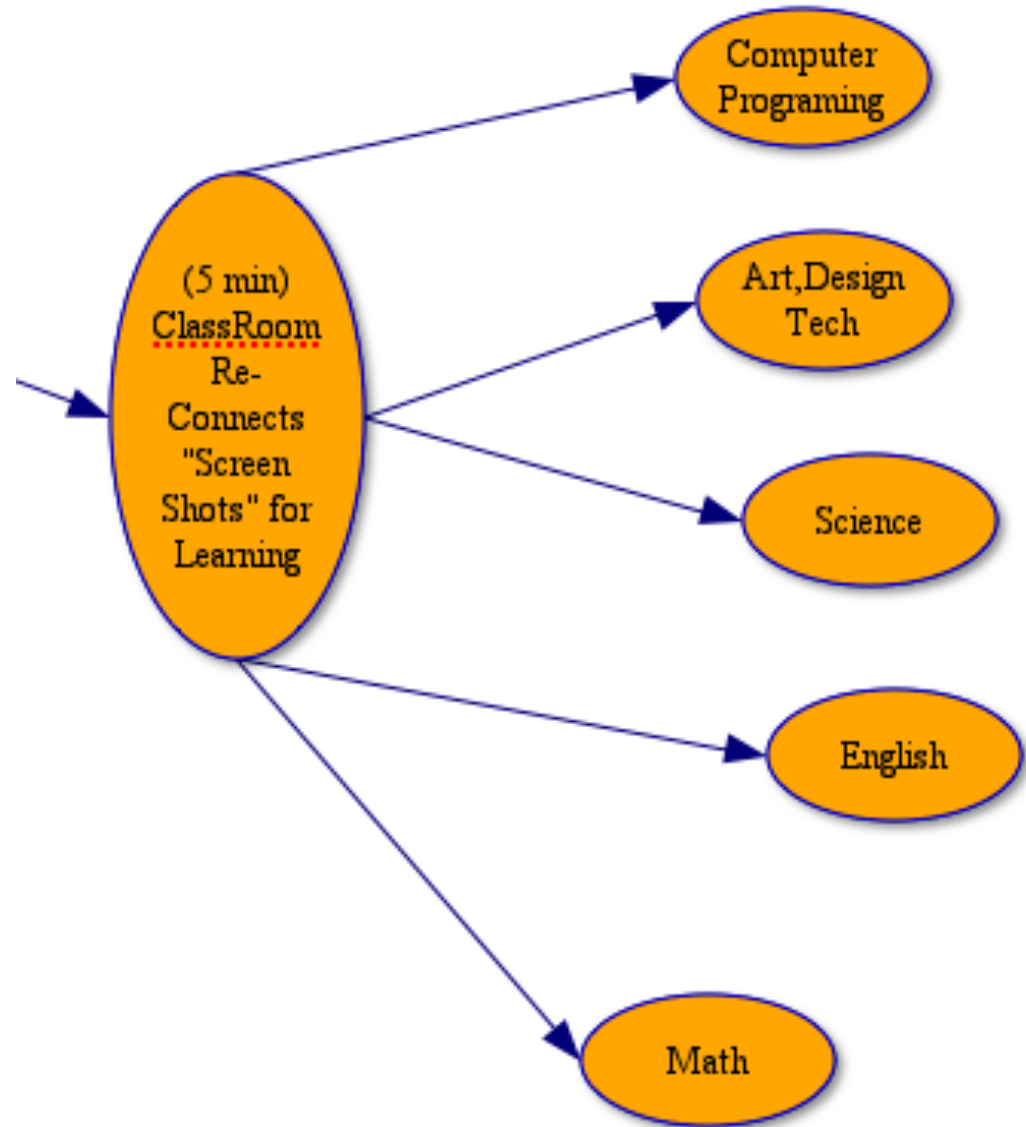 Computer
Programing
(5 min)
ClassRoom
Re-
Connects
"Screen
Shots" for
Learning
Art,Design
Tech
Science
English
Math